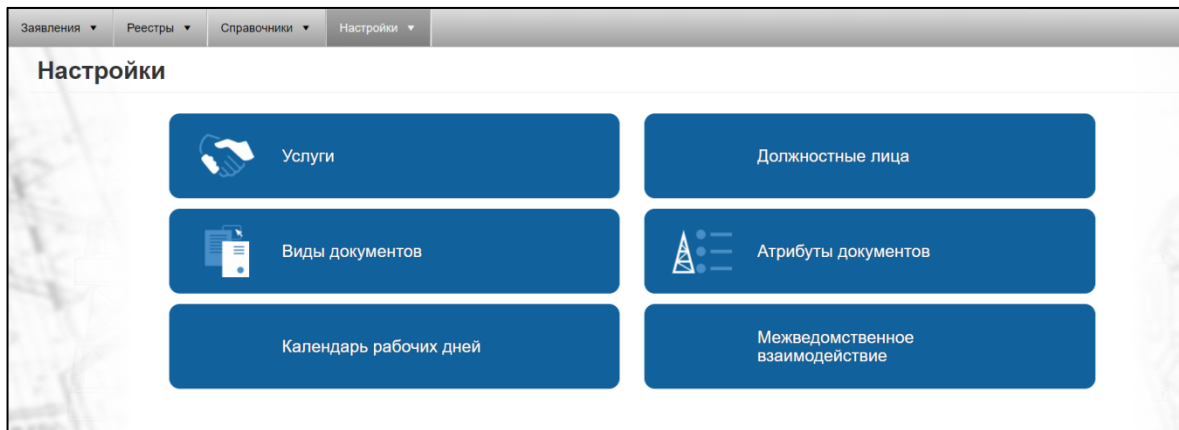 Заявления Реестры Справочники Настройки
Настройки
Услуги
Должностные лица
Виды документов
Атрибуты документов
Календарь рабочих дней
Межведомственное
взаимодействие